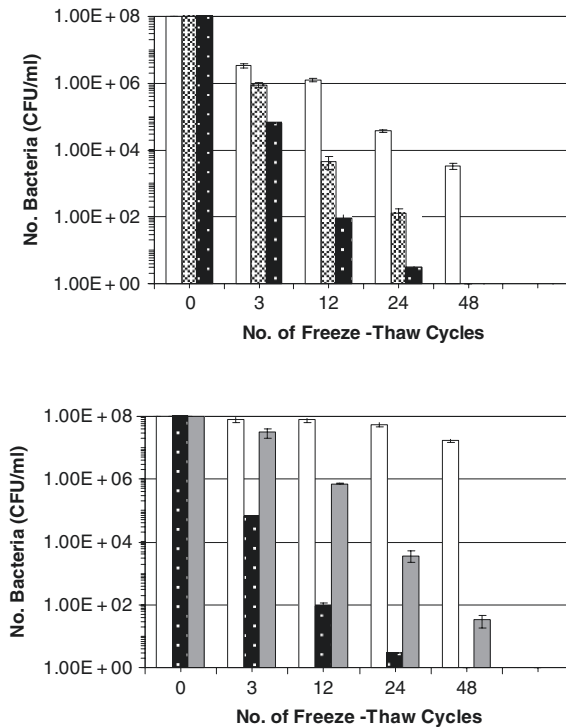 No. Bacteria (CFU/ml)
1.00E + 08
1.00E + 06
1.00E + 04
1.00E + 02
1.00E + 00
0 3 12 24 48
No. of Freeze -Thaw Cycles
No. Bacteria (CFU/ml)
1.00E + 08
1.00E + 06
1.00E + 04
1.00E + 02
1.00E + 00
0 3 12 24 48
No. of Freeze -Thaw Cycles